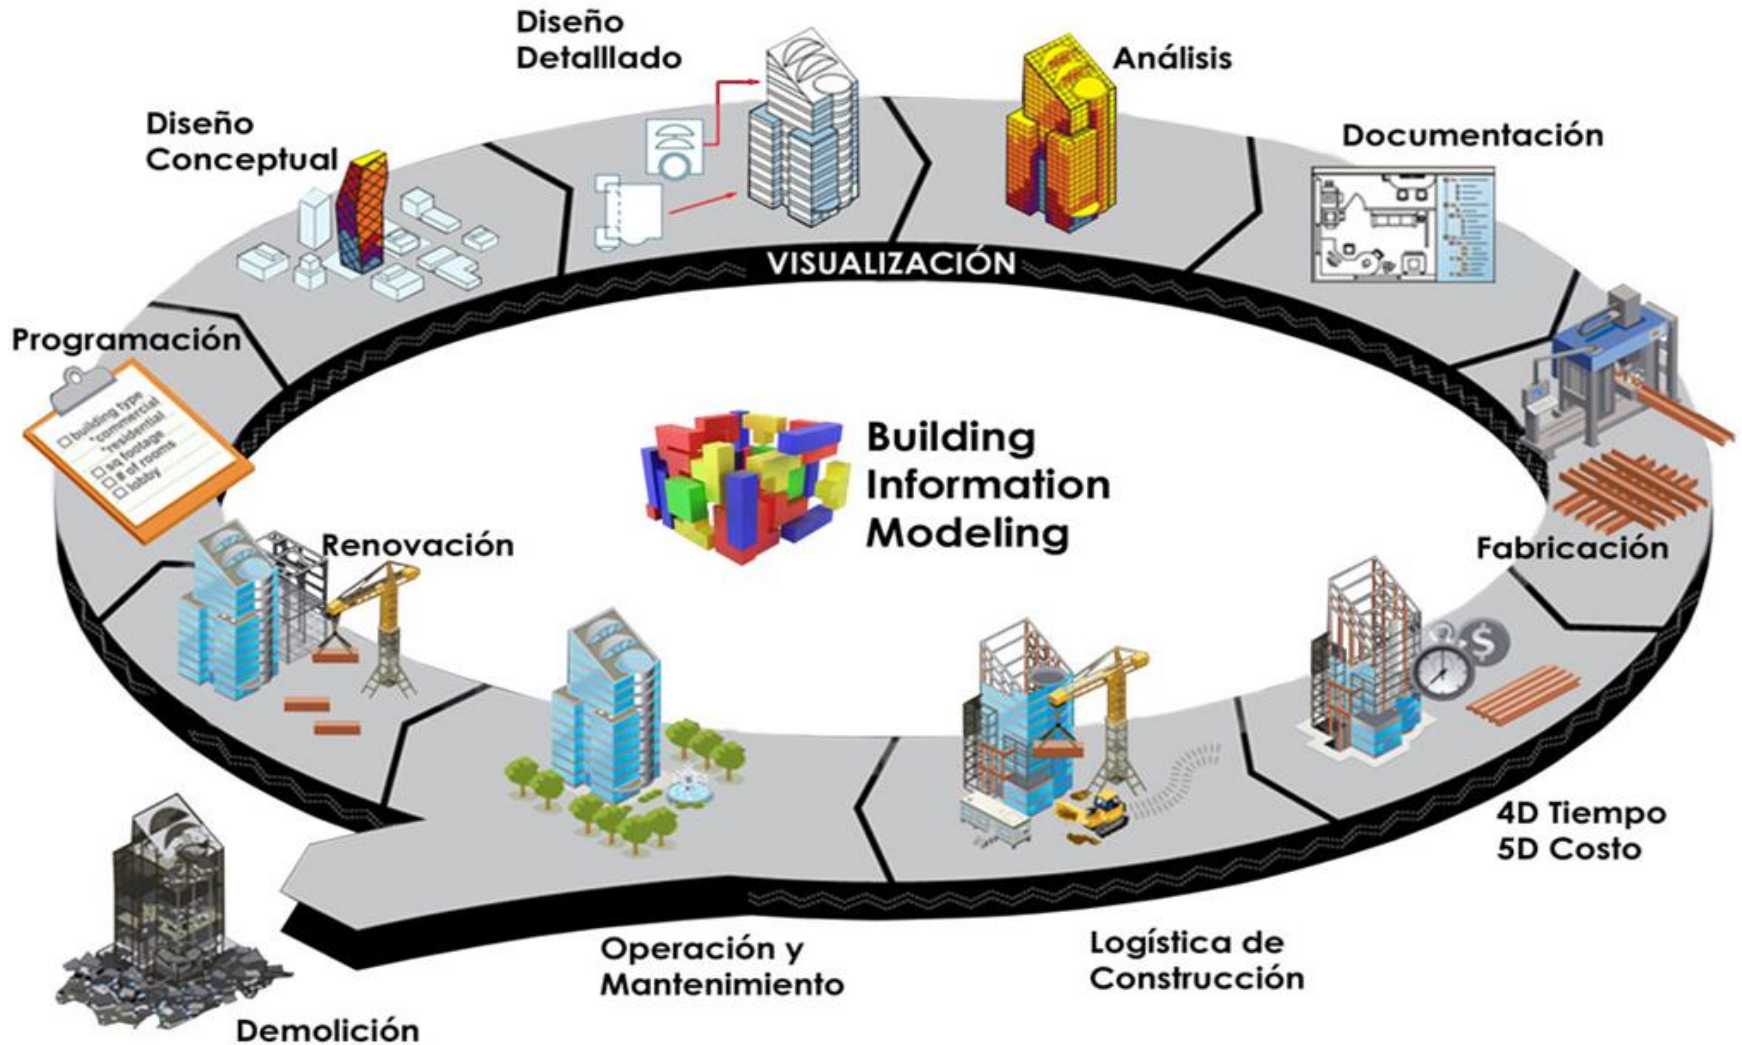 Diseño
Detalllado
Análisis
Diseño
Conceptual
Documentación
VISUALIZACIÓN
Programación
building type
*commercial
*residential
sq footage
# of rooms
lobby
Building
Information
Modeling
Renovación
Fabricación
$
4D Tiempo
5D Costo
Operación y
Mantenimiento
Logística de
Construcción
Demolición